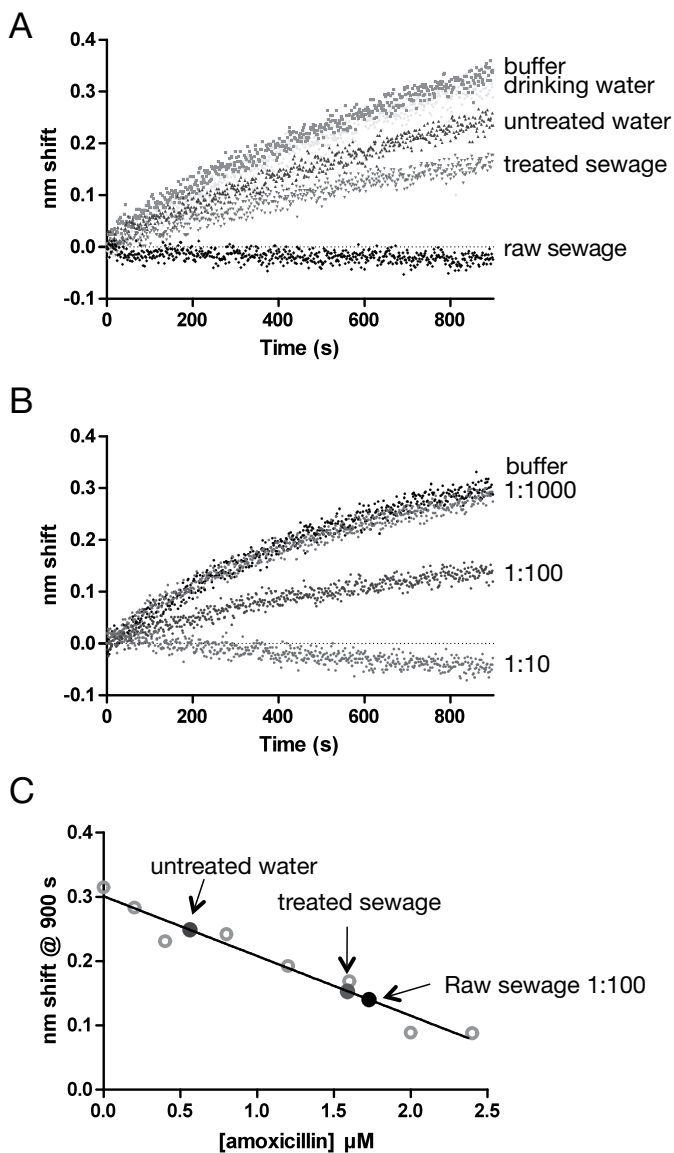 A
0.4
0.3
0.2
0.1
0.0
-0.1
nm shift
0 200 400 600 800
Time (s)
buffer
drinking water
untreated water
treated sewage
raw sewage
B
0.4
0.3
0.2
0.1
0.0
-0.1
nm shift
0 200 400 600 800
Time (s)
buffer
1:1000
1:100
1:10
C
0.4
0.3
0.2
0.1
0.0
nm shift @ 900 s
untreated water
treated sewage
Raw sewage 1:100
0.0 0.5 1.0 1.5 2.0 2.5
[amoxicillin] μM